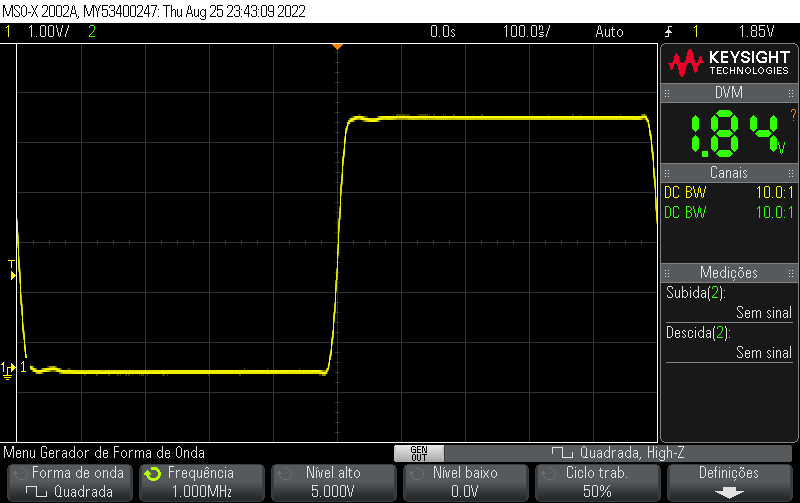 MSO-X 2002A, MY53400247: Thu Aug 25 23:43:09 2022
1 1.00V/ 2 0.0s 100.0ns/ Auto 1 1.85V
KEYSIGHT
TECHNOLOGIES
DVM
?
1.84 V
Canais
DC BW 10.0:1
DC BW 10.0:1
T
Medições
Subida(2):
Sem sinal
Descida(2):
Sem sinal
1 1
Menu Gerador de Forma de Onda
GEN
OUT
Quadrada, High-Z
Forma de onda Frequência Nível alto Nível baixo Ciclo trab. Definições
Quadrada 1.000MHz 5.000V 0.0V 50%